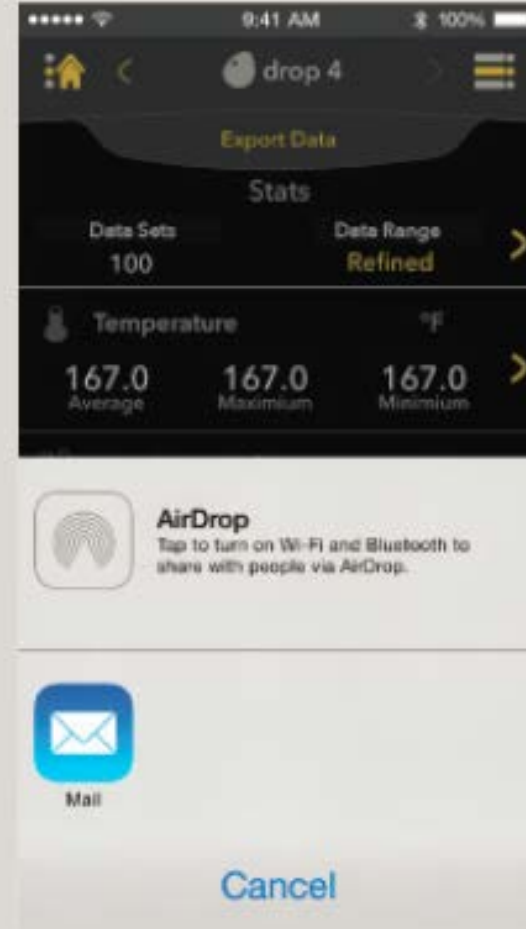 9:41 AM 100%
drop 4
Export Data
Stats
Data Sets Data Range
100 Refined
Temperature °F
167.0 167.0 167.0
Average Maximium Minimium
AirDrop
Tap to turn on Wi-Fi and Bluetooth to
share with people via AirDrop.
Mail
Cancel